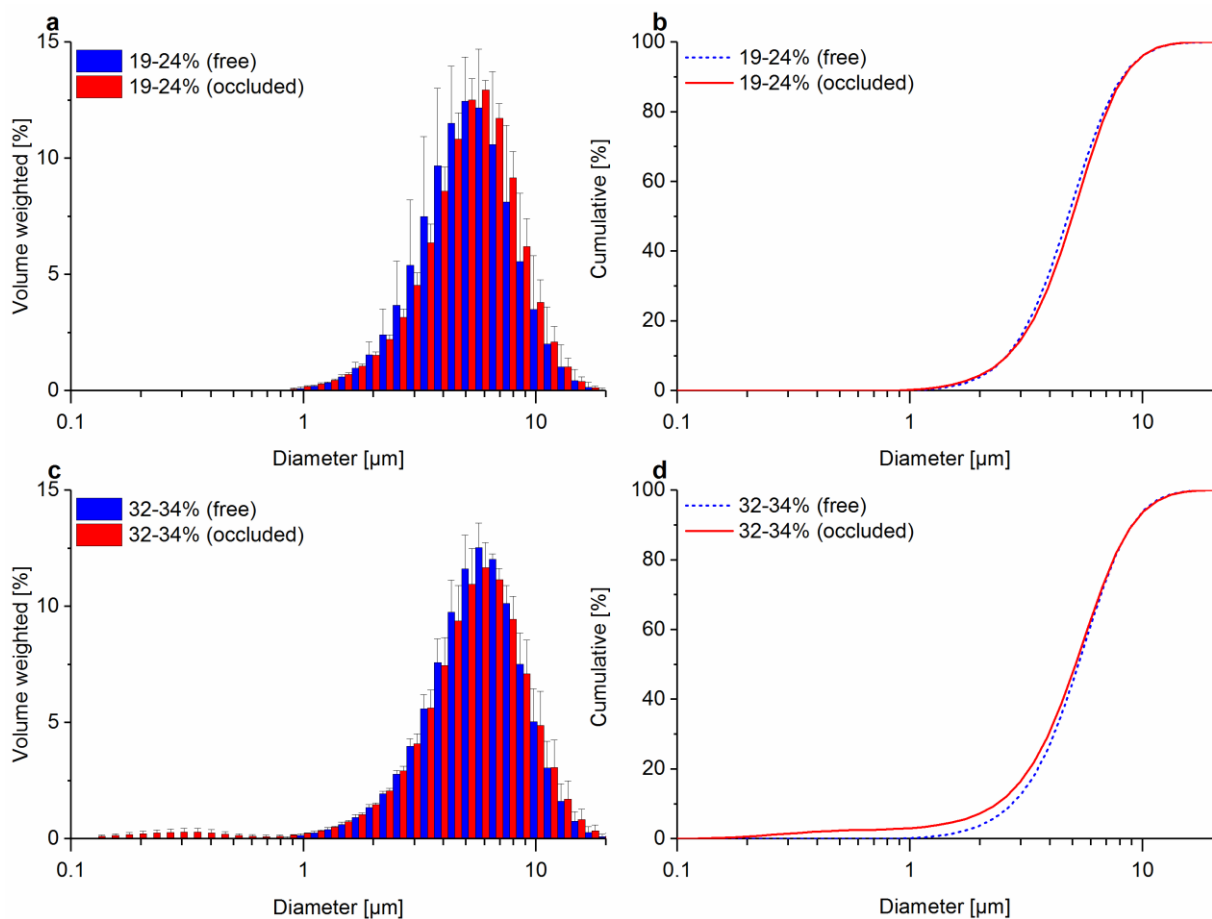 a
15
10
5
0
Volume weighted [%]
19-24% (free)
19-24% (occluded)
0.1
1
10
Diameter [µm]
b
100
80
60
40
20
0
Cumulative [%]
19-24% (free)
19-24% (occluded)
0.1
1
10
Diameter [µm]
c
15
10
5
0
Volume weighted [%]
32-34% (free)
32-34% (occluded)
0.1
1
10
Diameter [µm]
d
100
80
60
40
20
0
Cumulative [%]
32-34% (free)
32-34% (occluded)
0.1
1
10
Diameter [µm]